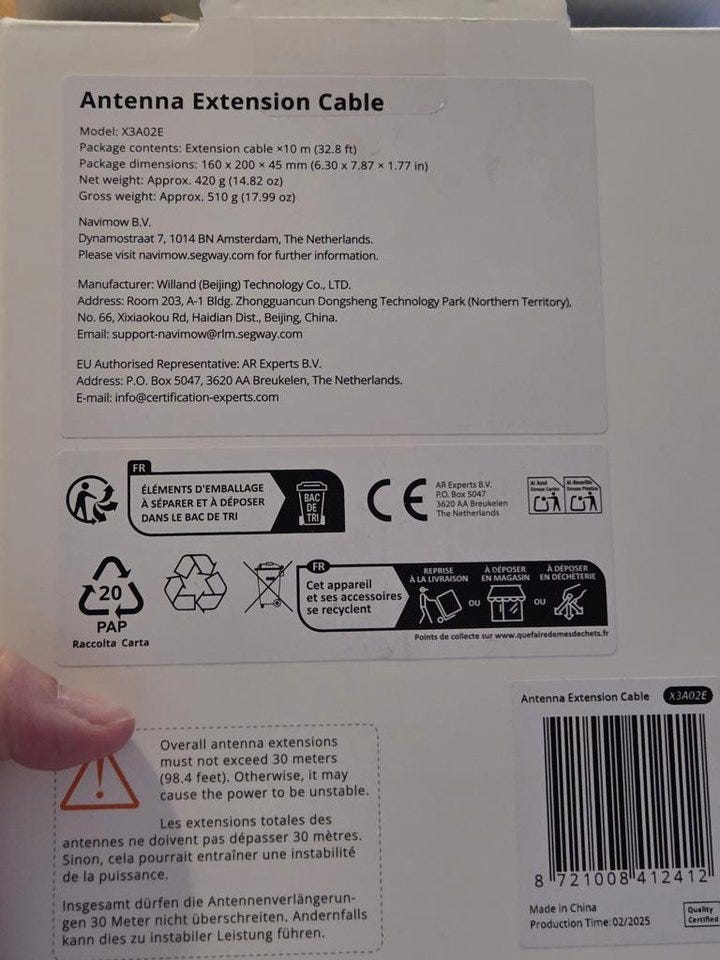 Antenna Extension Cable
Model: X3A02E
Package contents: Extension cable ×10 m (32.8 ft)
Package dimensions: 160 x 200 × 45 mm (6.30 x 7.87 × 1.77 in)
Net weight: Approx. 420 g (14.82 oz)
Gross weight: Approx. 510 g (17.99 oz)
Navimow B.V.
Dynamostraat 7, 1014 BN Amsterdam, The Netherlands.
Please visit navimow.segway.com for further information.
Manufacturer: Willand (Beijing) Technology Co., LTD.
Address: Room 203, A-1 Bldg. Zhongguancun Dongsheng Technology Park (Northern Territory),
No. 66, Xixiaokou Rd, Haidian Dist., Beijing, China.
Email: support-navimow@rlm.segway.com
EU Authorised Representative: AR Experts B.V.
Address: P.O. Box 5047, 3620 AA Breukelen, The Netherlands.
E-mail: info@certification-experts.com
FR
ÉLÉMENTS D'EMBALLAGE
À SÉPARER ET À DÉPOSER
DANS LE BAC DE TRI
BAC
DE
TRI
CE
AR Experts B.V.
P.O. Box 5047
3620 AA Breukelen
The Netherlands
Al Azul
Al Amarillo
20
PAP
Raccolta Carta
FR
Cet appareil
et ses accessoires
se recyclent
REPRISE
À LA LIVRAISON
OU
À DÉPOSER
EN MAGASIN
OU
À DÉPOSER
EN DÉCHÈTERIE
Points de collecte sur www.quefairedemesdechets.fr
Overall antenna extensions
must not exceed 30 meters
(98.4 feet). Otherwise, it may
cause the power to be unstable.
Les extensions totales des
antennes ne doivent pas dépasser 30 mètres.
Sinon, cela pourrait entraîner une instabilité
de la puissance.
Insgesamt dürfen die Antennenverlängerun-
gen 30 Meter nicht überschreiten. Andernfalls
kann dies zu instabiler Leistung führen.
Antenna Extension Cable X3A02E
8 721008 412412
Made in China
Production Time: 02/2025
Quality
Certified